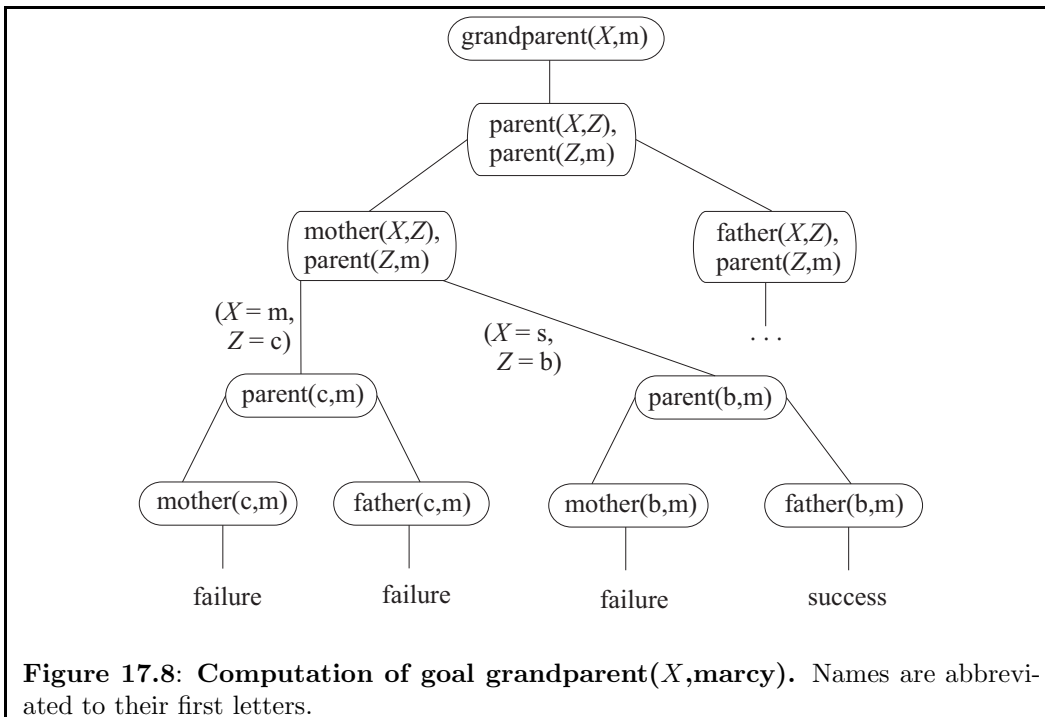 grandparent(X,m)
parent(X,Z),
parent(Z,m)
mother(X,Z),
parent(Z,m)
father(X,Z),
parent(Z,m)
(X = m,
Z = c)
(X = s,
Z = b)
. . .
parent(c,m)
parent(b,m)
mother(c,m)
father(c,m)
mother(b,m)
father(b,m)
failure
failure
failure
success
Figure 17.8: Computation of goal grandparent(X,marcy). Names are abbrevi-
ated to their first letters.